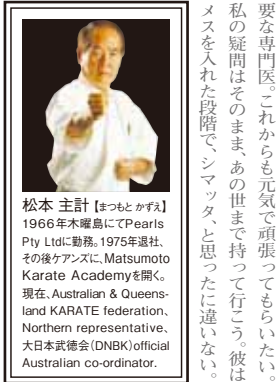 要な専門医。これからも元気で頑張ってもらいたい。
私の疑問はそのまま、あの世まで持って行こう。彼は
メスを入れた段階で、シマッタ、と思ったに違いない。
松本 主計【まつもと かずえ】
1966年木曜島にてPearls
Pty Ltdに勤務。1975年退社、
その後ケアンズに、Matsumoto
Karate Academyを開く。
現在、Australian & Queens-
land KARATE federation、
Northern representative、
大日本武徳会(DNBK)official
Australian co-ordinator.